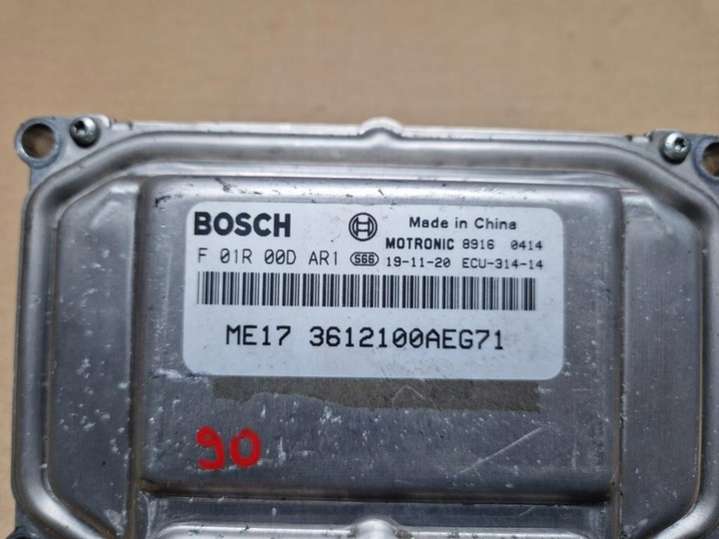 BOSCH Made in China
MOTRONIC 8916 0414
F 01R 00D AR1 566 19-11-20 ECU-314-14
ME17 3612100AEG71
90